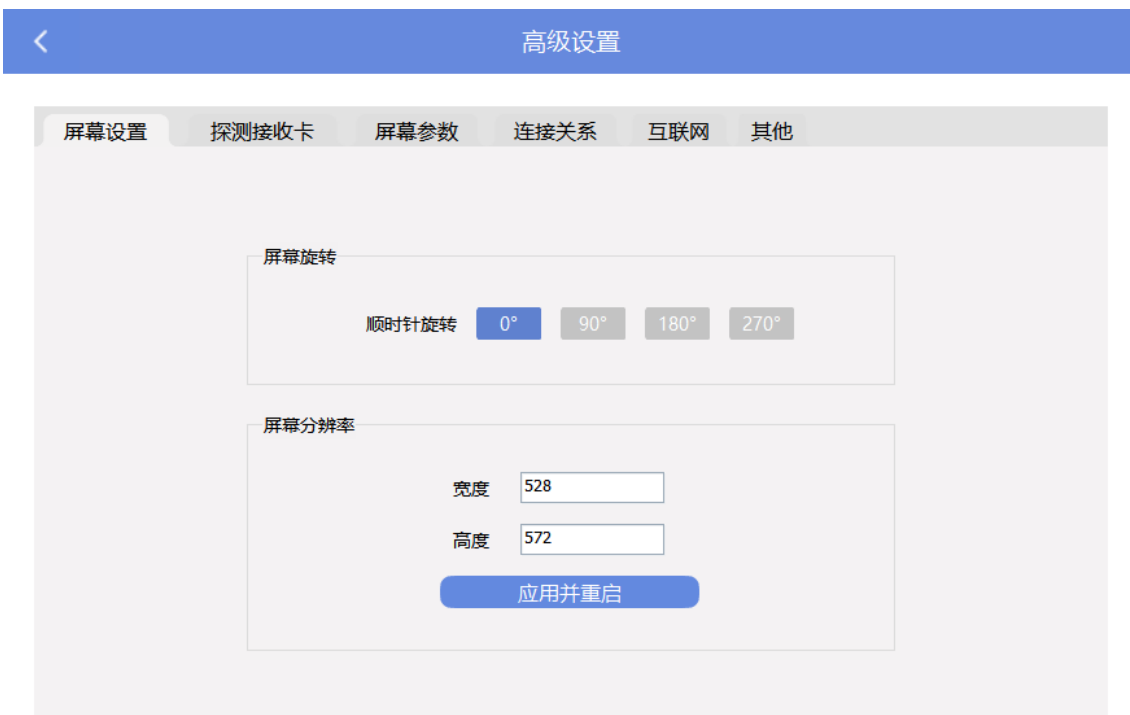 高级设置
屏幕设置 探测接收卡 屏幕参数 连接关系 互联网 其他
屏幕旋转
顺时针旋转 0° 90° 180° 270°
屏幕分辨率
宽度 528
高度 572
应用并重启